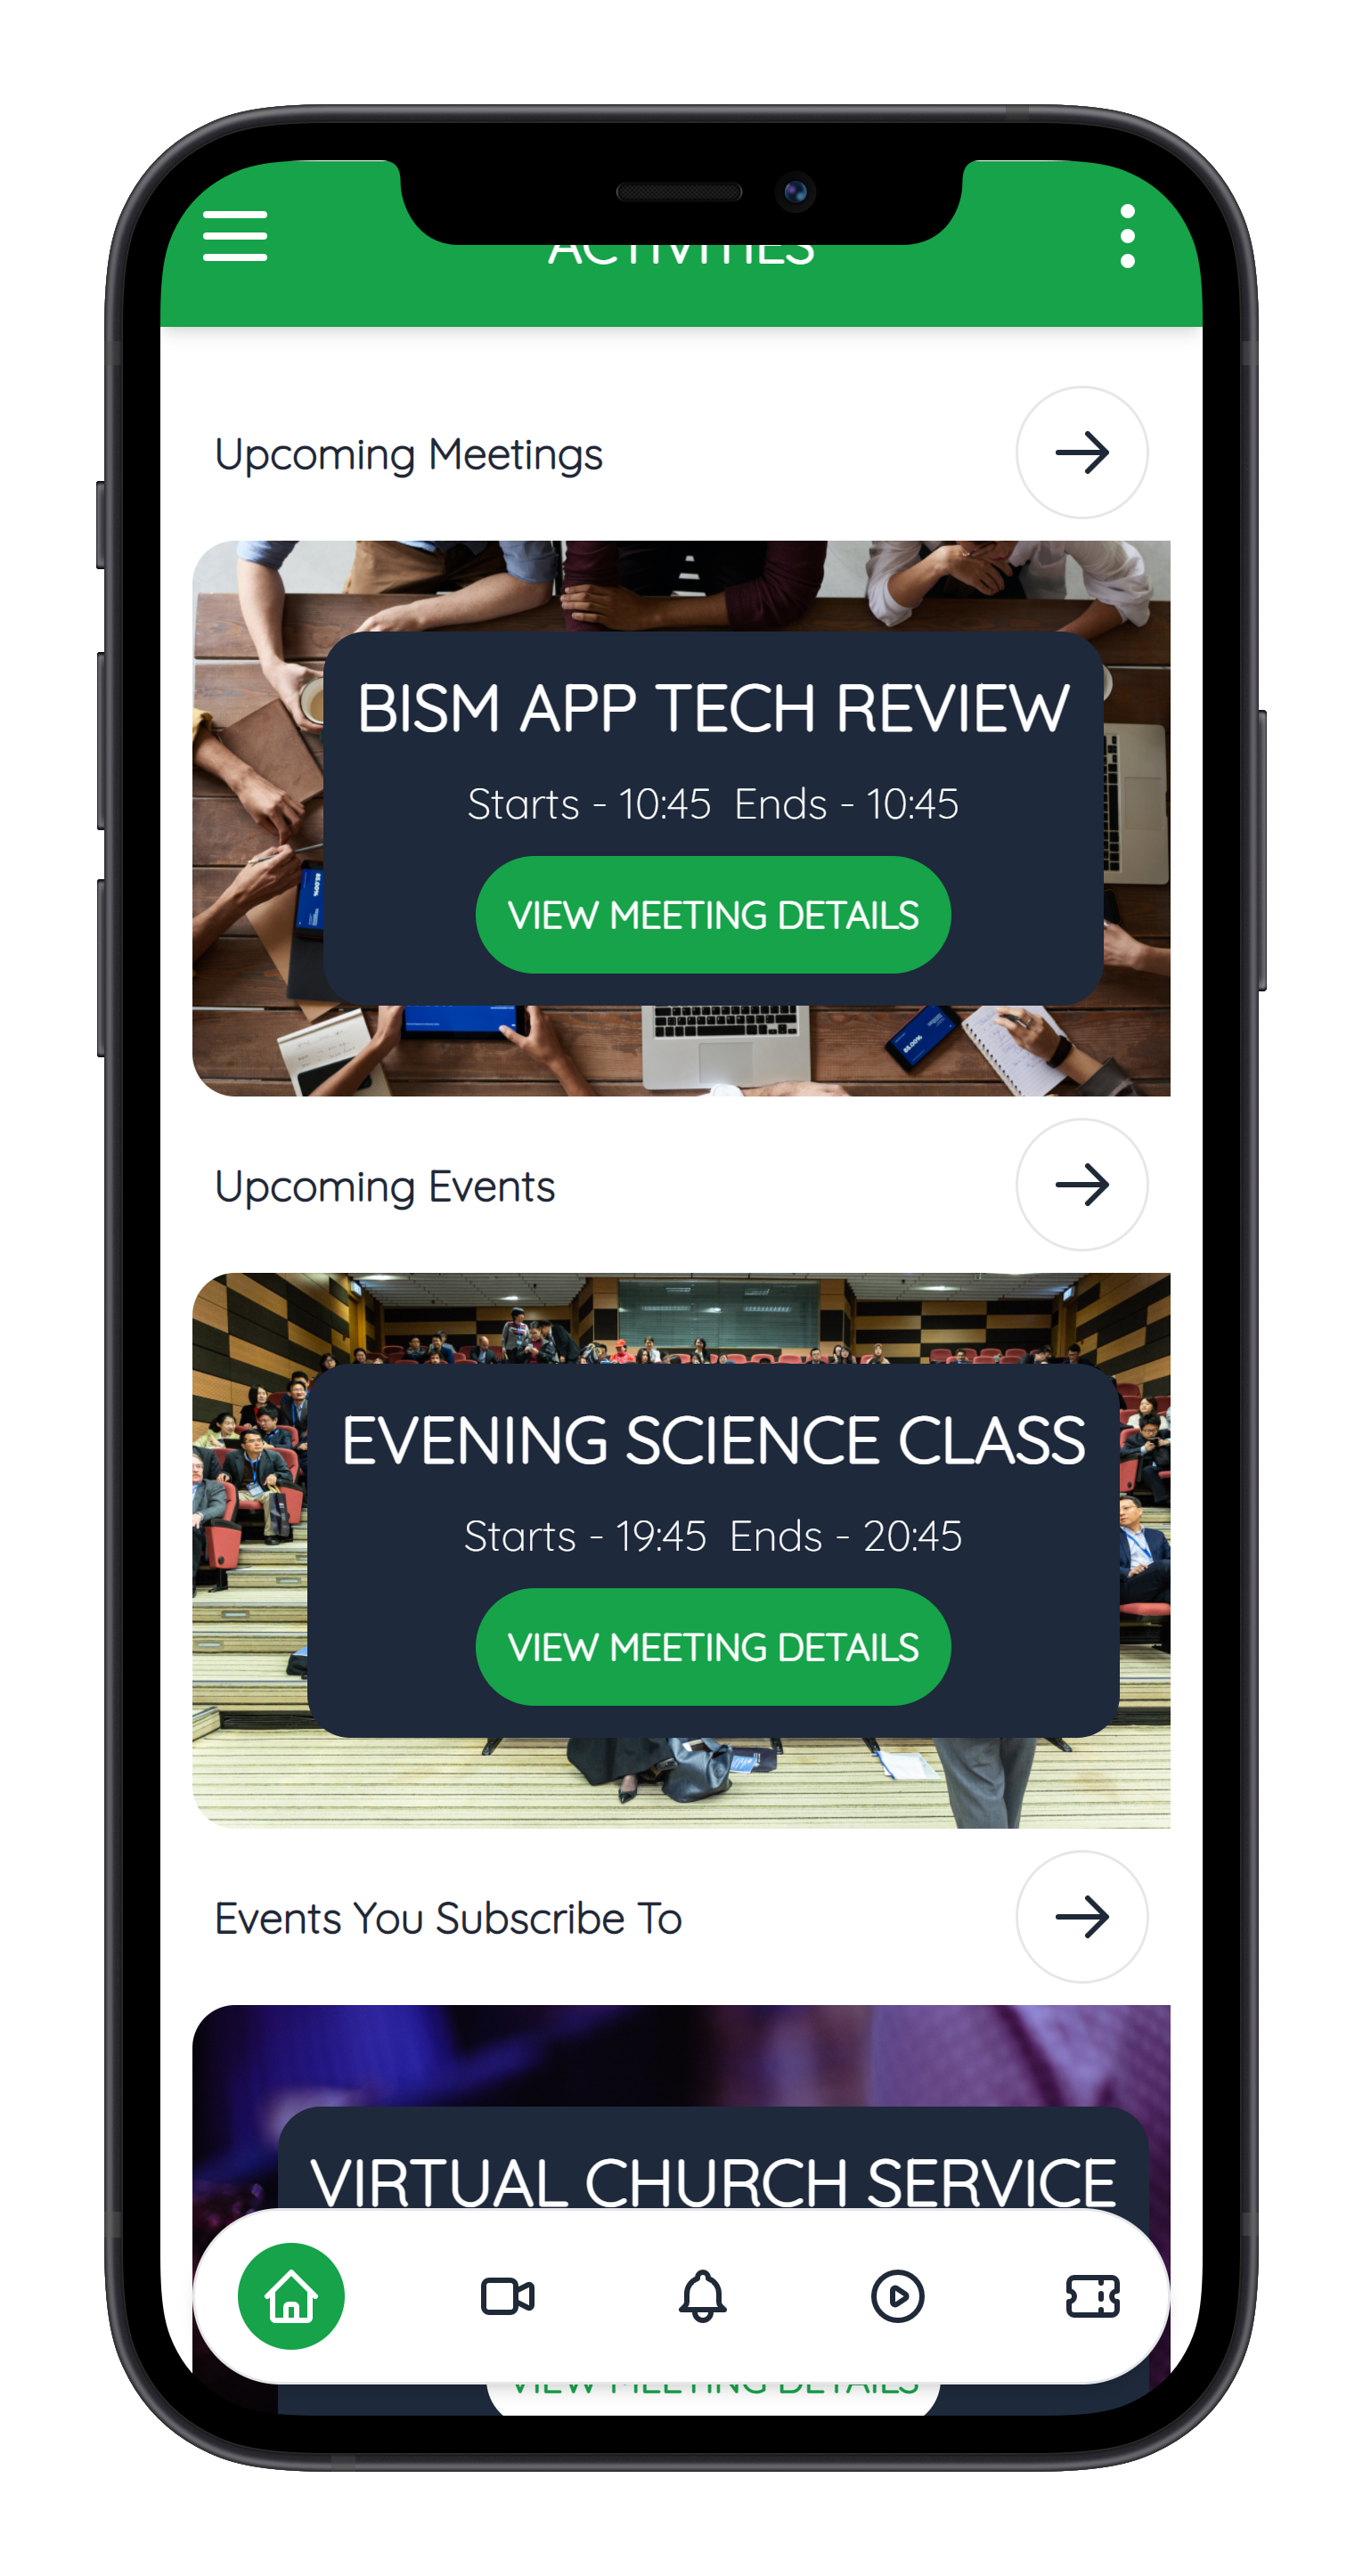 ACTIVITIES
Upcoming Meetings
BISM APP TECH REVIEW
Starts - 10:45 Ends - 10:45
VIEW MEETING DETAILS
Upcoming Events
EVENING SCIENCE CLASS
Starts - 19:45 Ends - 20:45
VIEW MEETING DETAILS
Events You Subscribe To
VIRTUAL CHURCH SERVICE
VIEW MEETING DETAILS